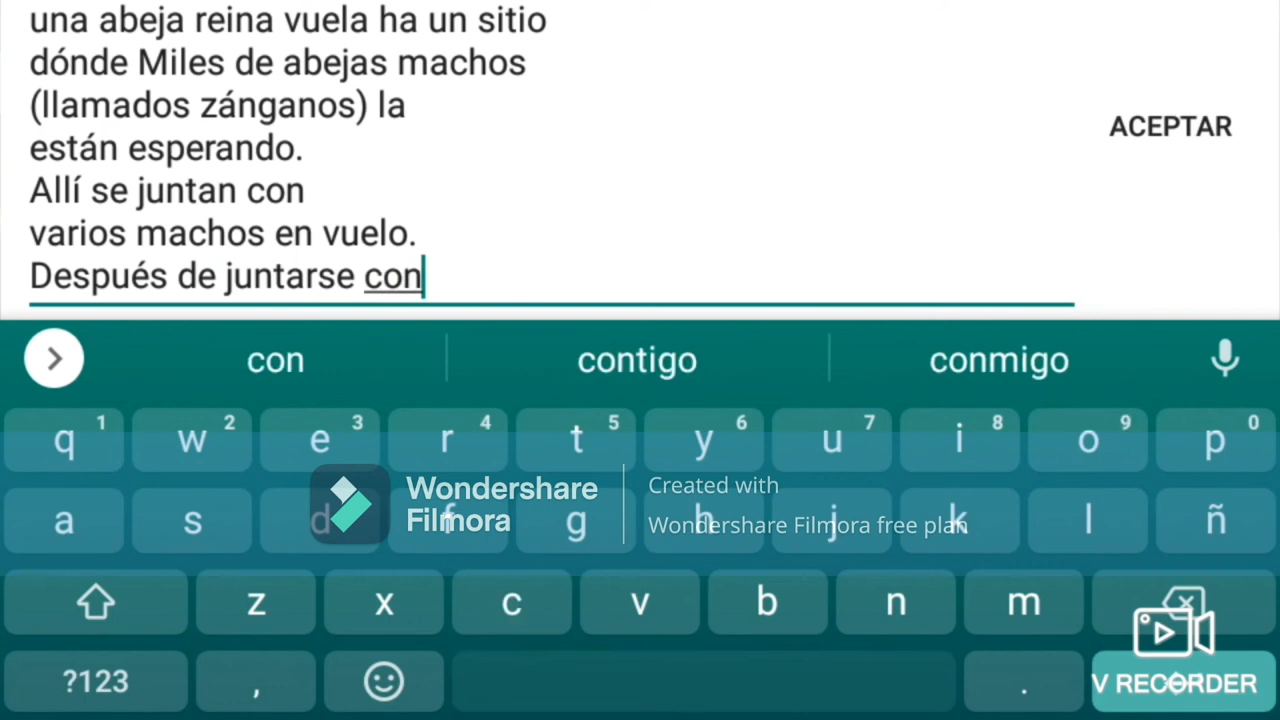 una abeja reina vuela ha un sitio
dónde Miles de abejas machos
(llamados zánganos) la
están esperando.
Allí se juntan con
varios machos en vuelo.
Después de juntarse con
ACEPTAR
con contigo conmigo
q 1 w 2 e 3 r 4 t 5 y 6 u 7 i 8 o 9 p 0
a s d f g h j k l ñ
Wondershare
Filmora
Created with
Wondershare Filmora free plan
z x c v b n m
?123 , .
V RECORDER